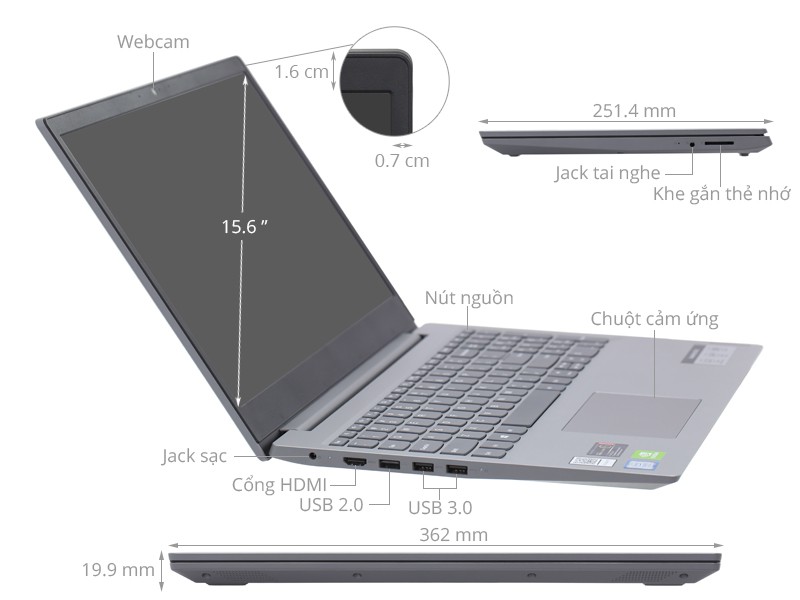 Webcam
1.6 cm
0.7 cm
251.4 mm
Jack tai nghe
Khe gắn thẻ nhớ
15.6 ”
Nút nguồn
Chuột cảm ứng
Jack sạc
Cổng HDMI
USB 2.0
USB 3.0
362 mm
19.9 mm